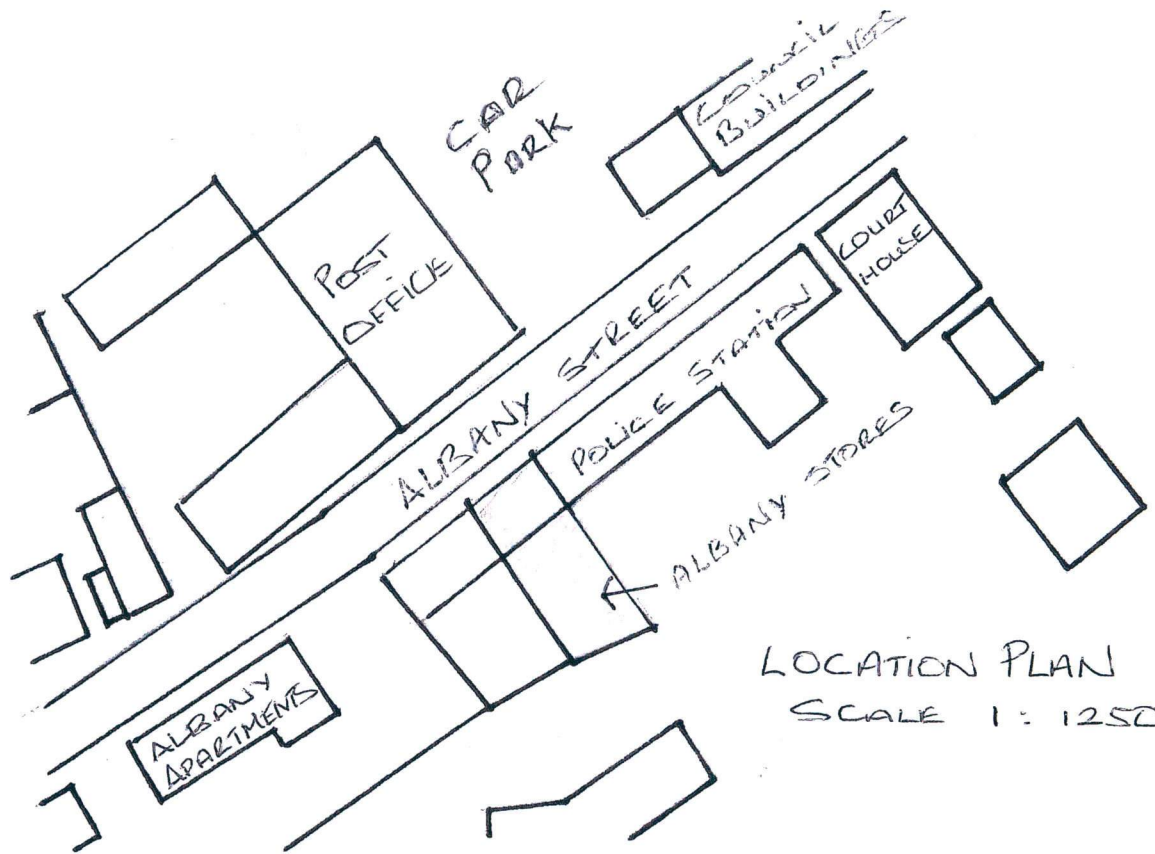 COUNCIL
BUILDINGS
CAR
PARK
COURT
HOUSE
POST
OFFICE
ALBANY STREET
POLICE STATION
ALBANY STORES
ALBANY
APARTMENTS
LOCATION PLAN
SCALE 1:1250